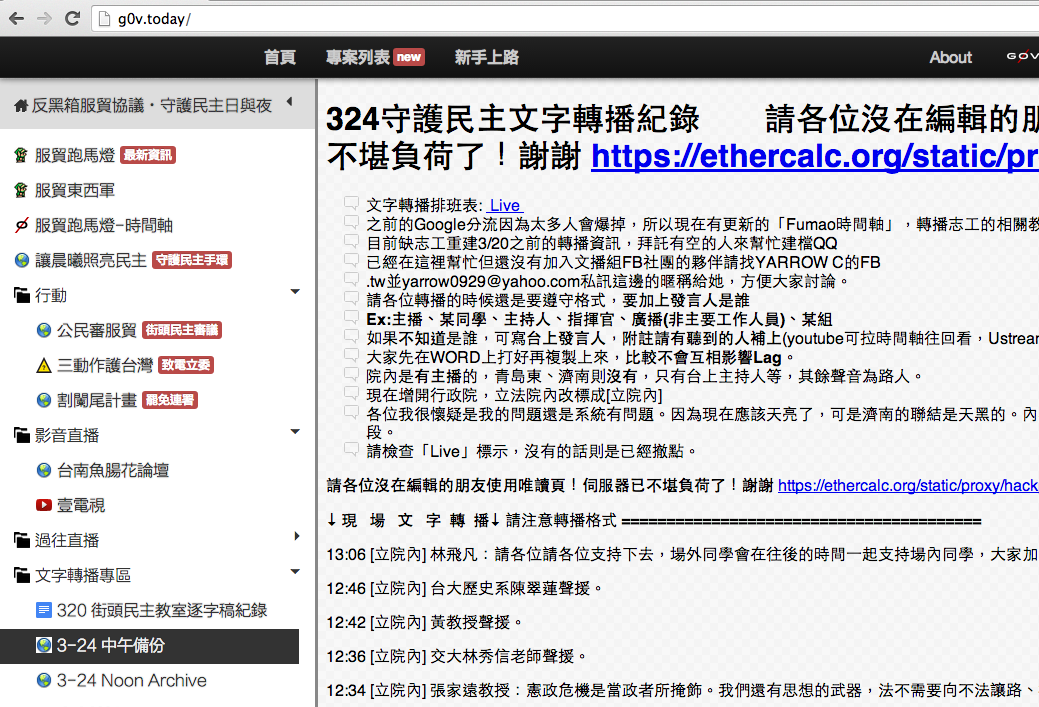 g0v.today/
首頁 專案列表 new 新手上路 About G0V
反黑箱服貿協議・守護民主日與夜
服貿跑馬燈 最新資訊
服貿東西軍
服貿跑馬燈-時間軸
讓晨曦照亮民主 守護民主手環
行動
公民審服貿 街頭民主審議
三動作護台灣 致電立委
割闌尾計畫 罷免連署
影音直播
台南魚腸花論壇
壹電視
過往直播
文字轉播專區
320 街頭民主教室逐字稿紀錄
3-24 中午備份
3-24 Noon Archive
324守護民主文字轉播紀錄 請各位沒在編輯的朋
不堪負荷了！謝謝 https://ethercalc.org/static/pr
文字轉播排班表: Live
之前的Google分流因為太多人會爆掉，所以現在有更新的「Fumao時間軸」，轉播志工的相關教
目前缺志工重建3/20之前的轉播資訊，拜託有空的人來幫忙建檔QQ
已經在這裡幫忙但還沒有加入文播組FB社團的夥伴請找YARROW C的FB
.tw並yarrow0929@yahoo.com私訊這邊的暱稱給她，方便大家討論。
請各位轉播的時候還是要遵守格式，要加上發言人是誰
Ex:主播、某同學、主持人、指揮官、廣播(非主要工作人員)、某組
如果不知道是誰，可寫台上發言人，附註請有聽到的人補上(youtube可拉時間軸往回看，Ustream
大家先在WORD上打好再複製上來，比較不會互相影響Lag。
院內是有主播的，青島東、濟南則沒有，只有台上主持人等，其餘聲音為路人。
現在增開行政院，立法院內改標成[立院內]
各位我很懷疑是我的問題還是系統有問題。因為現在應該天亮了，可是濟南的聯結是天黑的。內
段。
請檢查「Live」標示，沒有的話則是已經撤點。
請各位沒在編輯的朋友使用唯讀頁！伺服器已不堪負荷了！謝謝 https://ethercalc.org/static/proxy/hack
↓現 場 文 字 轉 播↓ 請注意轉播格式 ========================================
13:06 [立院內] 林飛凡：請各位請各位支持下去，場外同學會在往後的時間一起支持場內同學，大家加
12:46 [立院內] 台大歷史系陳翠蓮聲援。
12:42 [立院內] 黃教授聲援。
12:36 [立院內] 交大林秀信老師聲援。
12:34 [立院內] 張家遠教授：憲政危機是當政者所掩飾。我們還有思想的武器，法不需要向不法讓路、